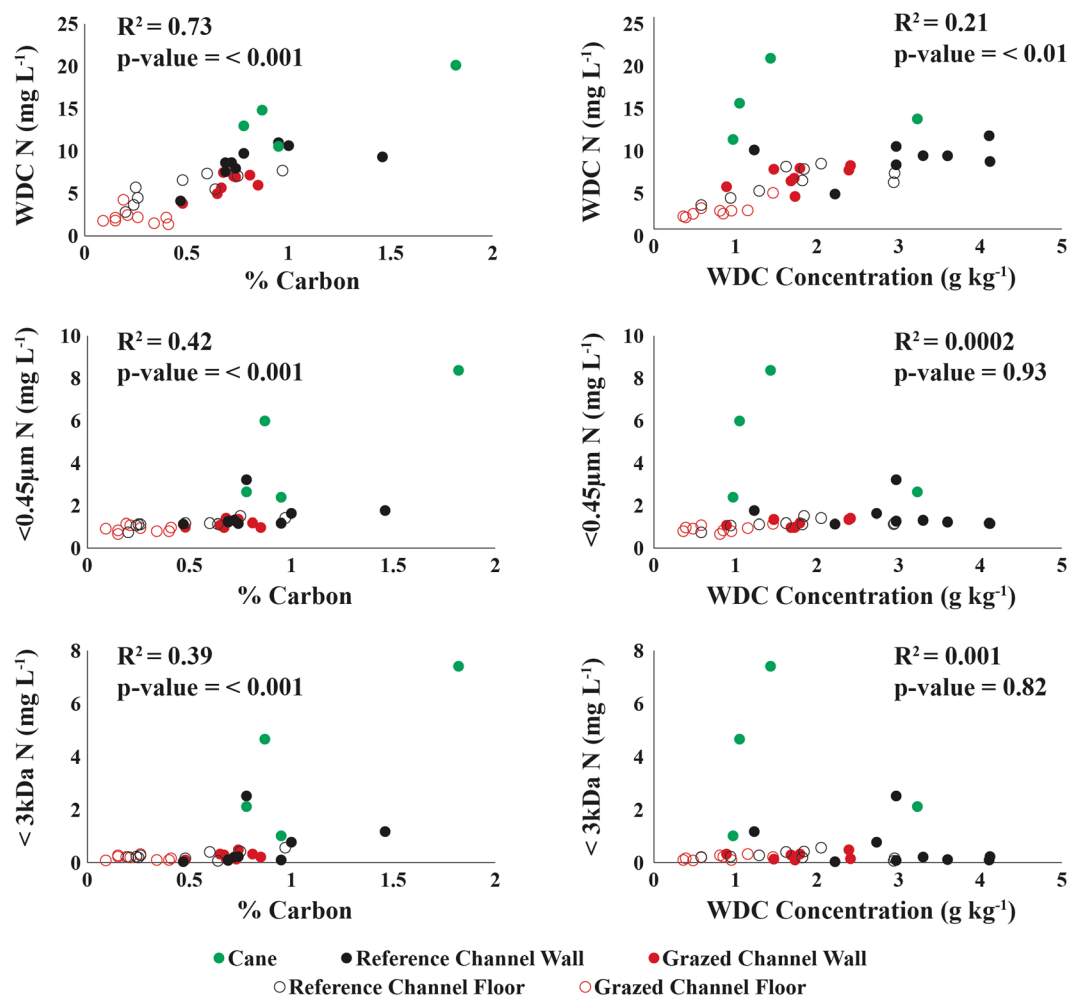 R² = 0.73
p-value = < 0.001
WDC N (mg L⁻¹)
25
20
15
10
5
0
0 0.5 1 1.5 2
% Carbon
R² = 0.21
p-value = < 0.01
WDC N (mg L⁻¹)
25
20
15
10
5
0
0 1 2 3 4 5
WDC Concentration (g kg⁻¹)
R² = 0.42
p-value = < 0.001
<0.45µm N (mg L⁻¹)
10
8
6
4
2
0
0 0.5 1 1.5 2
% Carbon
R² = 0.0002
p-value = 0.93
<0.45µm N (mg L⁻¹)
10
8
6
4
2
0
0 1 2 3 4 5
WDC Concentration (g kg⁻¹)
R² = 0.39
p-value = < 0.001
< 3kDa N (mg L⁻¹)
8
6
4
2
0
0 0.5 1 1.5 2
% Carbon
R² = 0.001
p-value = 0.82
< 3kDa N (mg L⁻¹)
8
6
4
2
0
0 1 2 3 4 5
WDC Concentration (g kg⁻¹)
Cane Reference Channel Wall Grazed Channel Wall
Reference Channel Floor Grazed Channel Floor